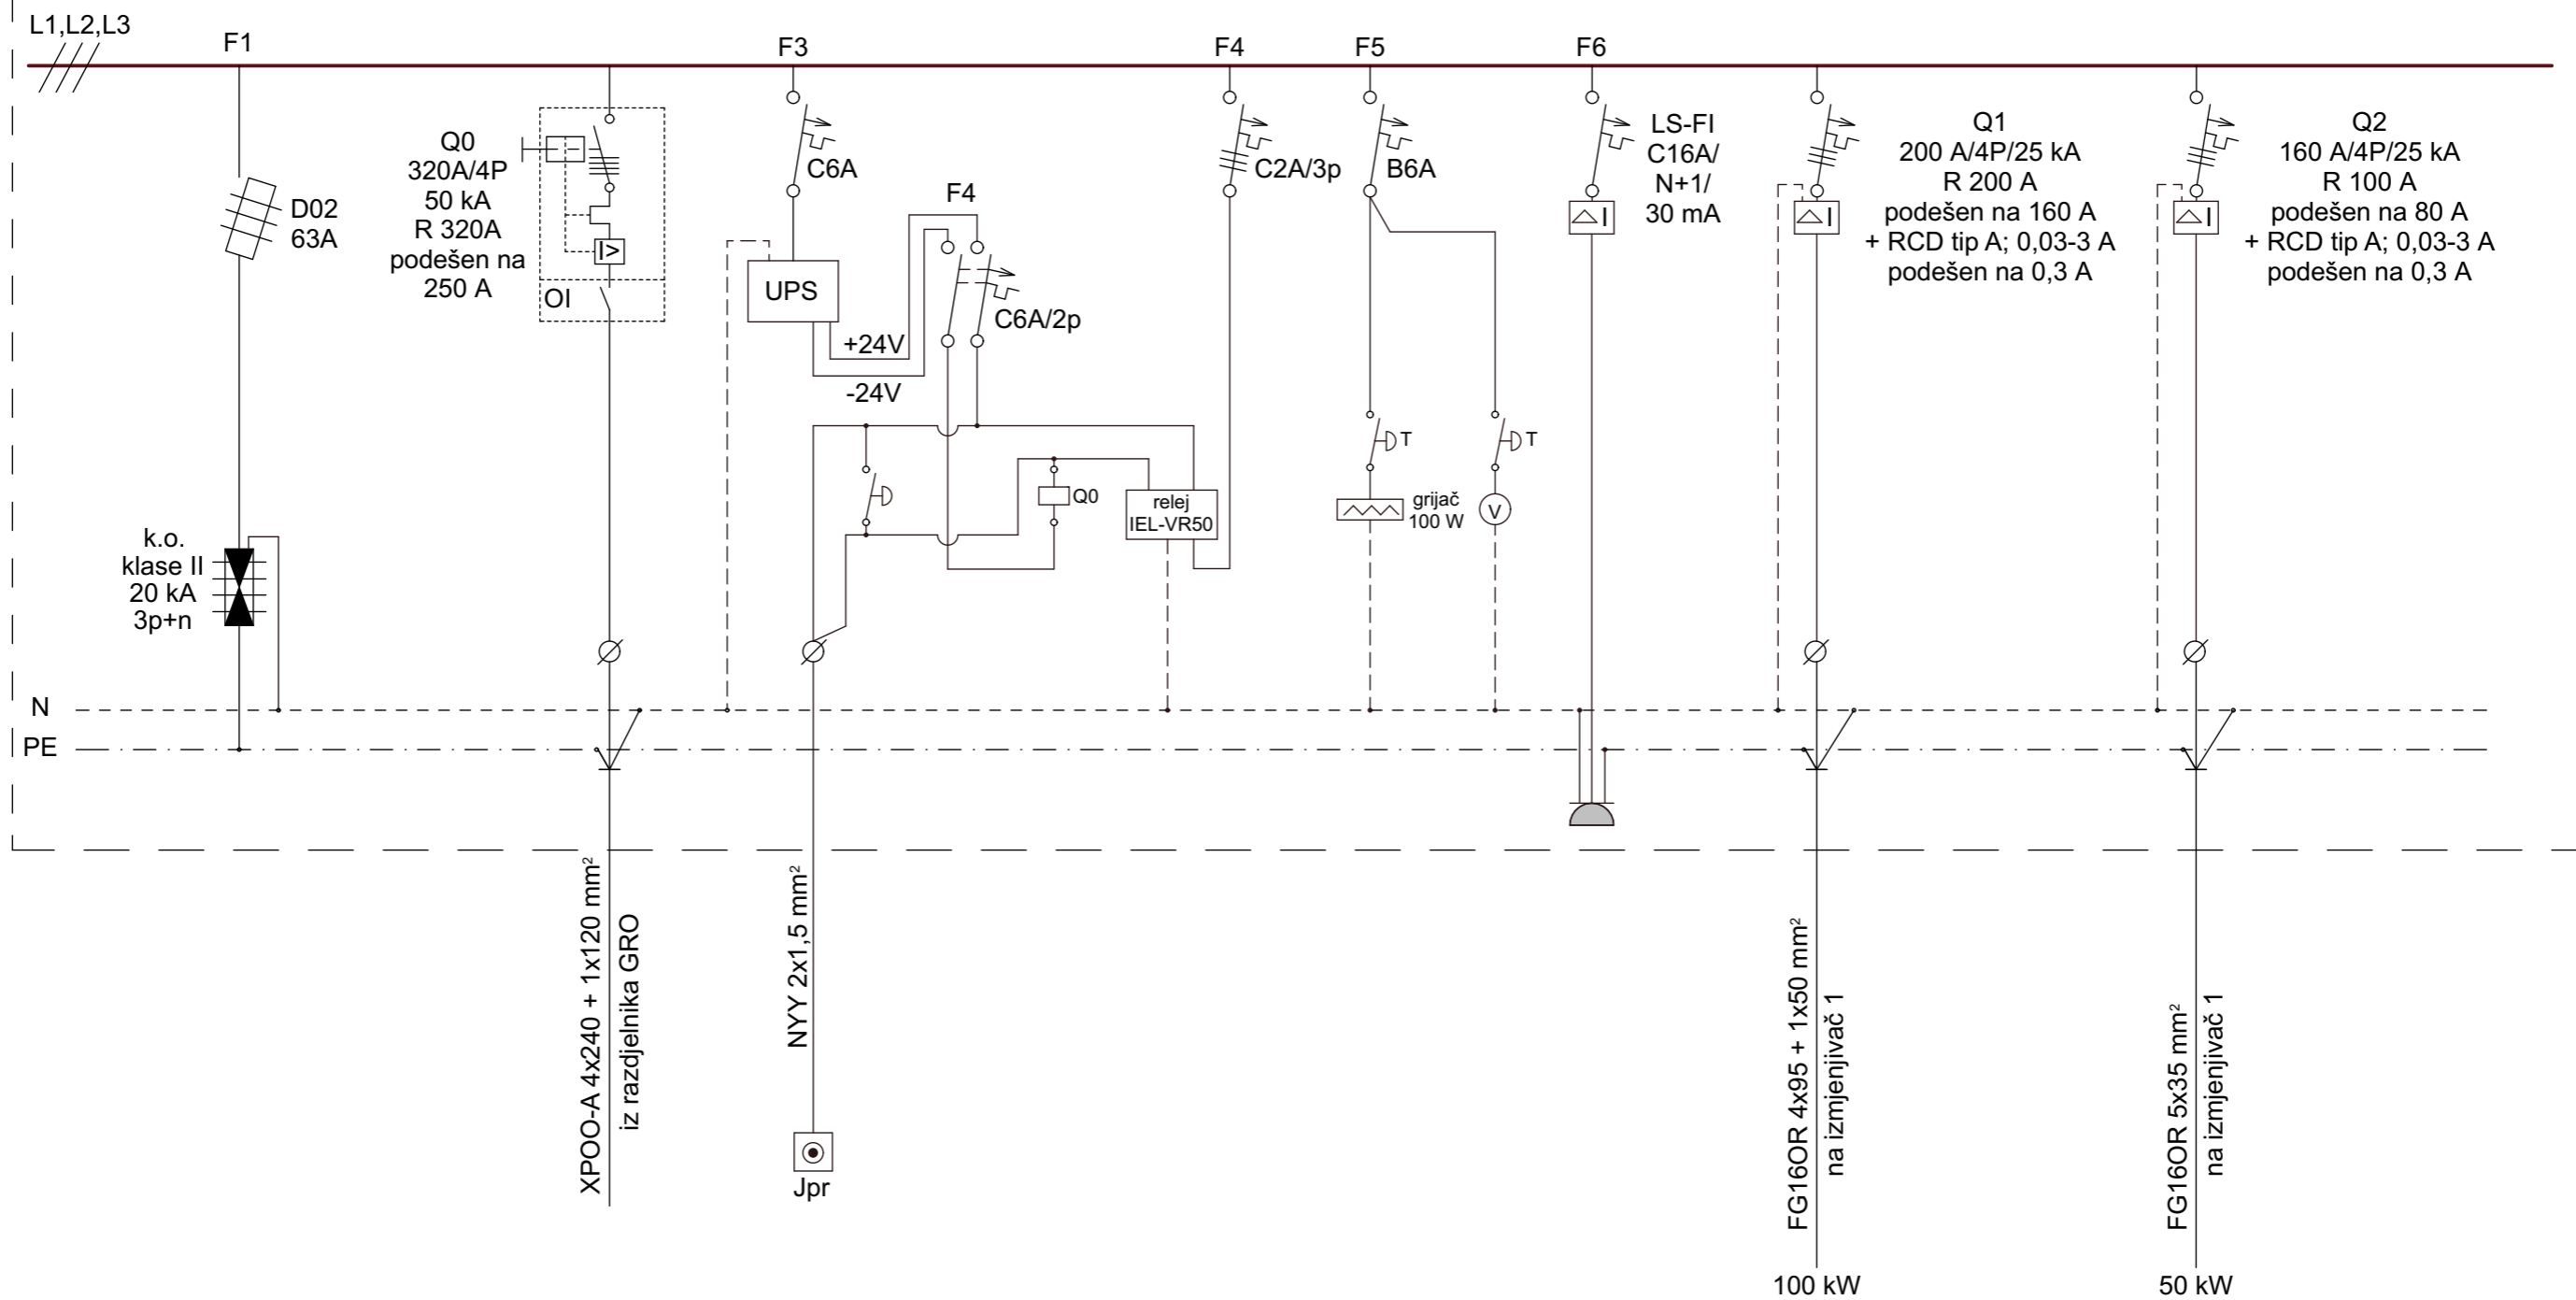 L1,L2,L3
F1
F3
F4
F5
F6
D02
63A
Q0
320A/4P
50 kA
R 320A
podešen na
250 A
I>
OI
C6A
UPS
+24V
-24V
F4
C6A/2p
C2A/3p
B6A
LS-FI
C16A/
N+1/
30 mA
I
Q1
200 A/4P/25 kA
R 200 A
podešen na 160 A
+ RCD tip A; 0,03-3 A
podešen na 0,3 A
I
Q2
160 A/4P/25 kA
R 100 A
podešen na 80 A
+ RCD tip A; 0,03-3 A
podešen na 0,3 A
I
T
T
Q0
relej
IEL-VR50
grijač
100 W
V
k.o.
klase II
20 kA
3p+n
N
PE
XPOO-A 4x240 + 1x120 mm²
iz razdjelnika GRO
NYY 2x1,5 mm²
Jpr
FG16OR 4x95 + 1x50 mm²
na izmjenjivač 1
100 kW
FG16OR 5x35 mm²
na izmjenjivač 1
50 kW